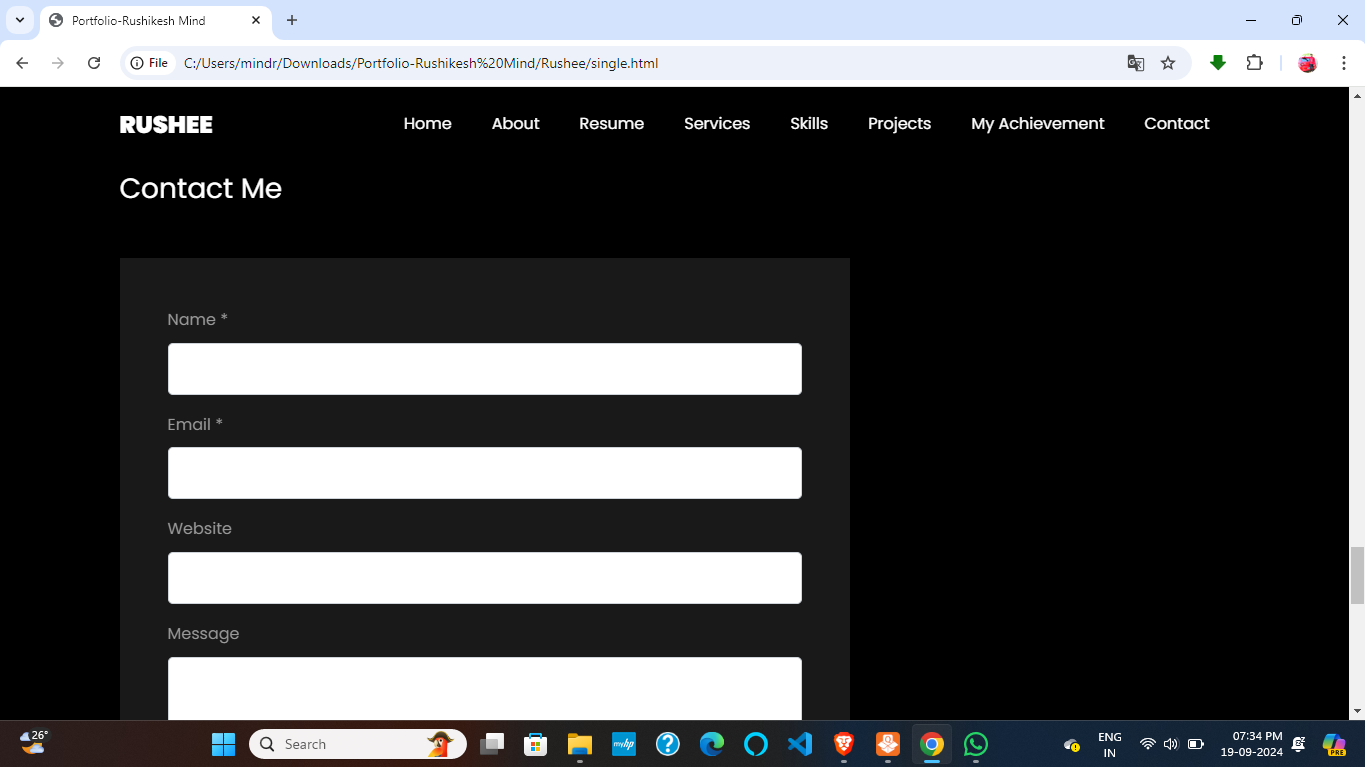 Portfolio-Rushikesh Mind
File C:/Users/mindr/Downloads/Portfolio-Rushikesh%20Mind/Rushee/single.html
RUSHEE Home About Resume Services Skills Projects My Achievement Contact
Contact Me
Name *
Email *
Website
Message
26°
Search
myhp
ENG
IN
07:34 PM
19-09-2024
PRE